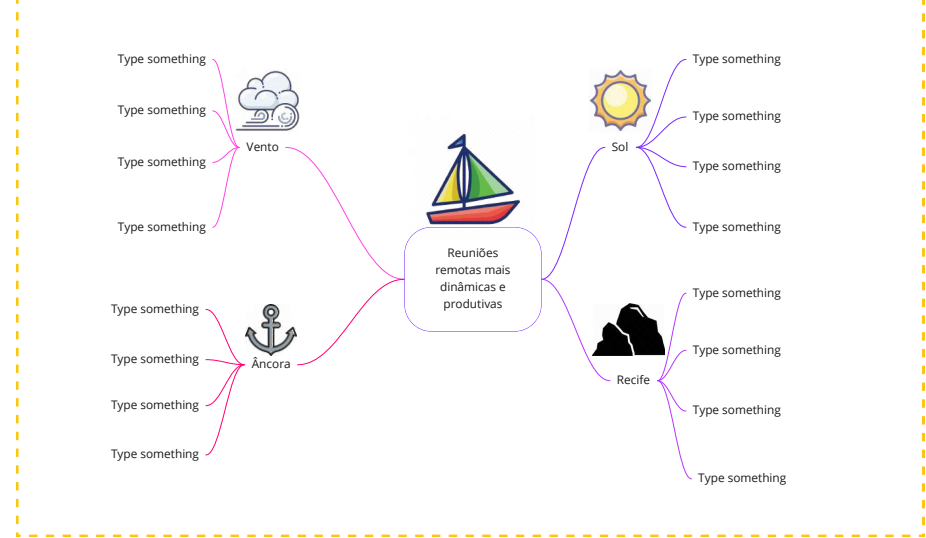 Type something
Type something
Type something
Type something
Vento
Type something
Type something
Type something
Type something
Âncora
Reuniões
remotas mais
dinâmicas e
produtivas
Type something
Type something
Type something
Type something
Sol
Type something
Type something
Type something
Type something
Recife